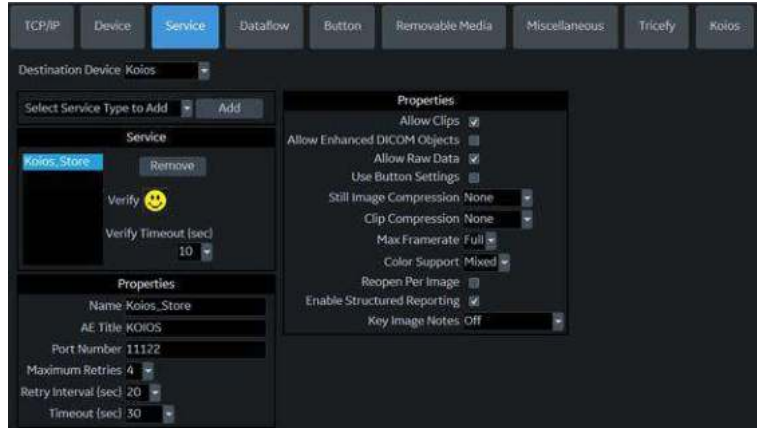 TCP/IP Device Service Dataflow Button Removable Media Miscellaneous Tricefy Koios
Destination Device Koios
Select Service Type to Add Add
Service
Koios_Store Remove
Verify
Verify Timeout (sec)
10
Properties
Name Koios_Store
AE Title KOIOS
Port Number 11122
Maximum Retries 4
Retry Interval (sec) 20
Timeout (sec) 30
Properties
Allow Clips
Allow Enhanced DICOM Objects
Allow Raw Data
Use Button Settings
Still Image Compression None
Clip Compression None
Max Framerate Full
Color Support Mixed
Reopen Per Image
Enable Structured Reporting
Key Image Notes Off